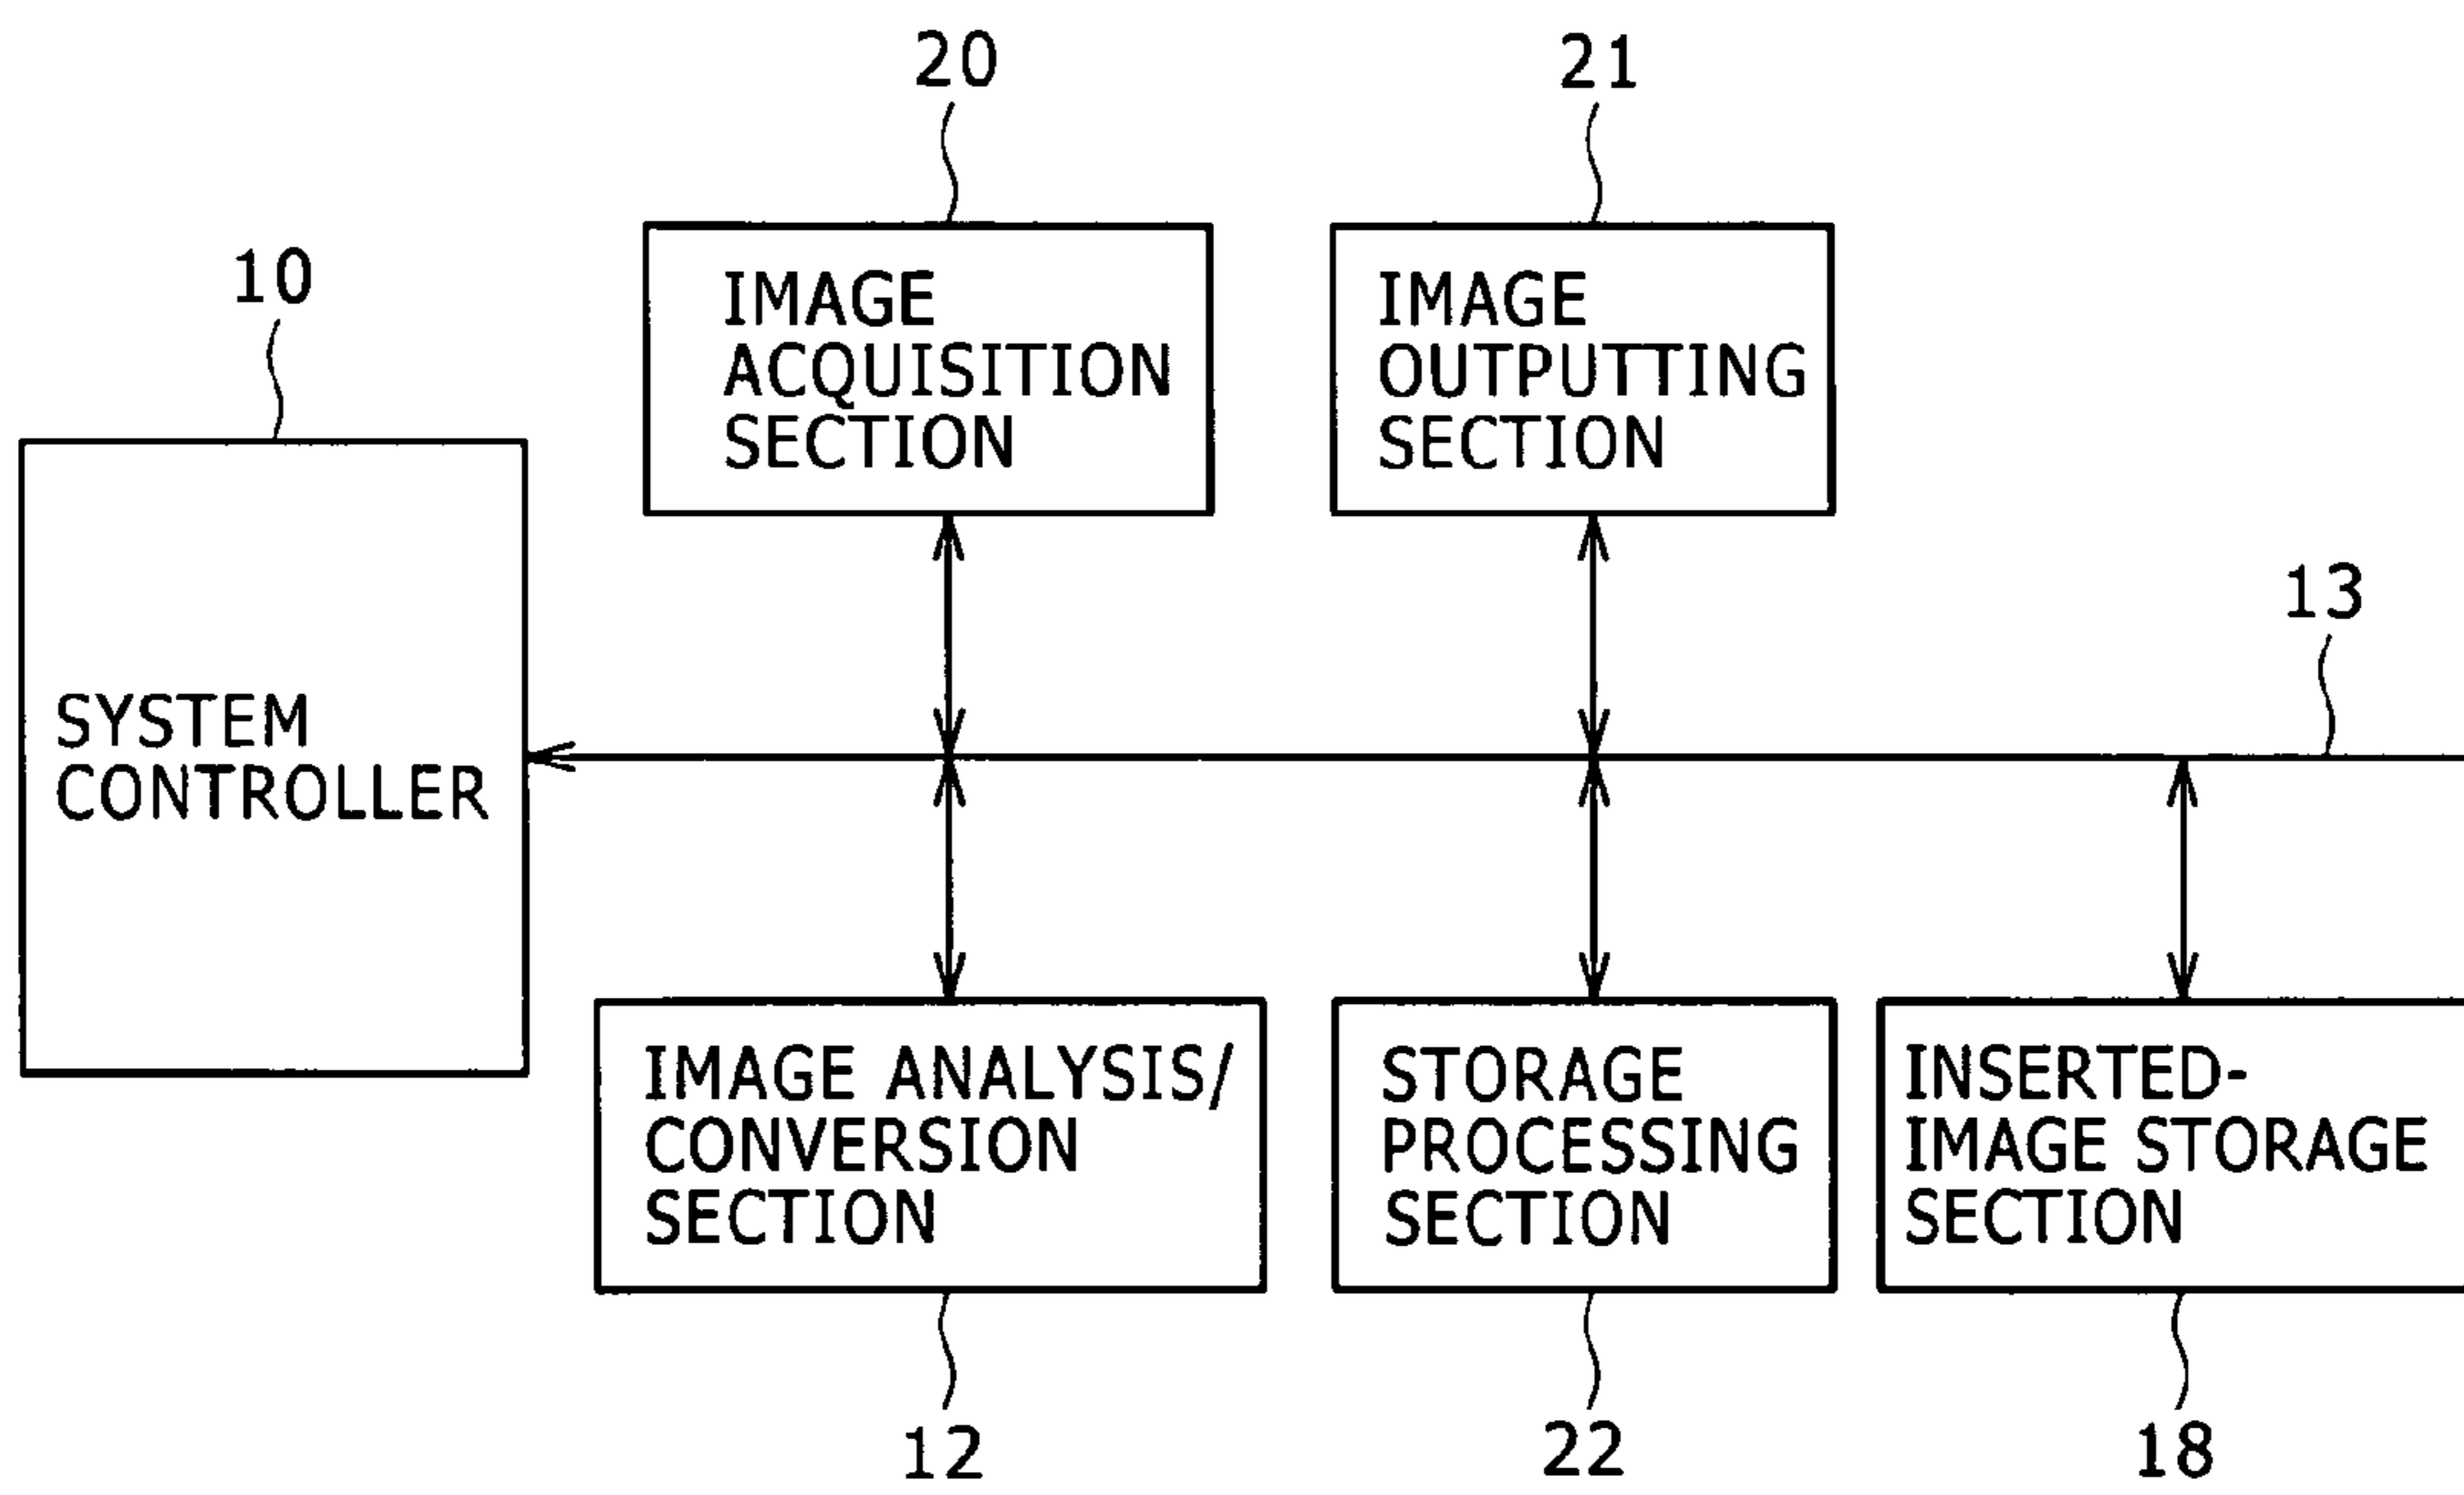 20
21
10
IMAGE
ACQUISITION
SECTION
IMAGE
OUTPUTTING
SECTION
13
SYSTEM
CONTROLLER
IMAGE ANALYSIS/
CONVERSION
SECTION
STORAGE
PROCESSING
SECTION
INSERTED-
IMAGE STORAGE
SECTION
12
22
18